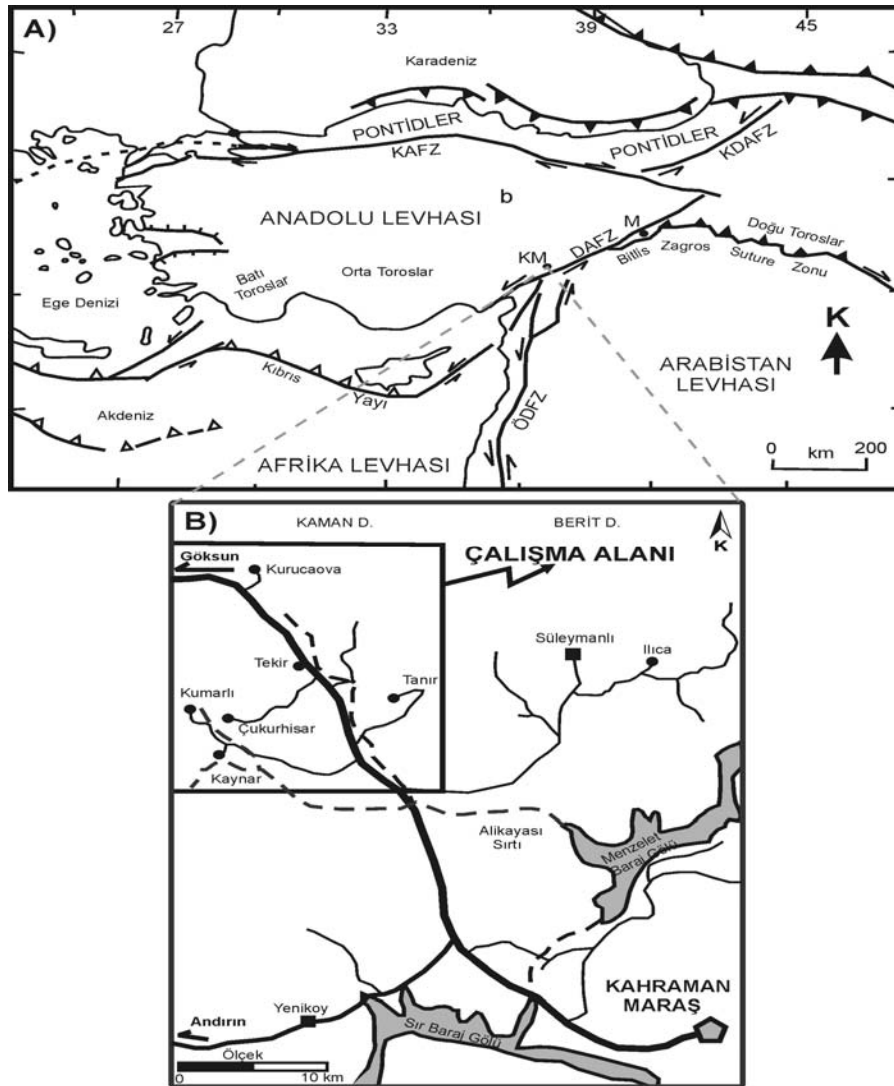 A)
27
33
39
45
Karadeniz
PONTİDLER
PONTİDLER
KAFZ
KDAFZ
b
ANADOLU LEVHASI
M
DAFZ
KM
Doğu Toroslar
Bitlis
Zagros
Suture
Zonu
Batı
Toroslar
Orta Toroslar
Ege Denizi
K
ARABİSTAN
LEVHASI
Kıbrıs
Yayı
ÖDFZ
Akdeniz
AFRİKA LEVHASI
0 km 200
B)
KAMAN D.
BERİT D.
K
ÇALIŞMA ALANI
Göksun
Kurucaova
Süleymanlı
Ilıca
Tekir
Tanır
Kumarlı
Çukurhisar
Kaynar
Alikayası
Sırtı
Menzelet
Baraj Gölü
KAHRAMAN
MARAŞ
Yenikoy
Andırın
Sır Baraj Gölü
Ölçek
0 10 km